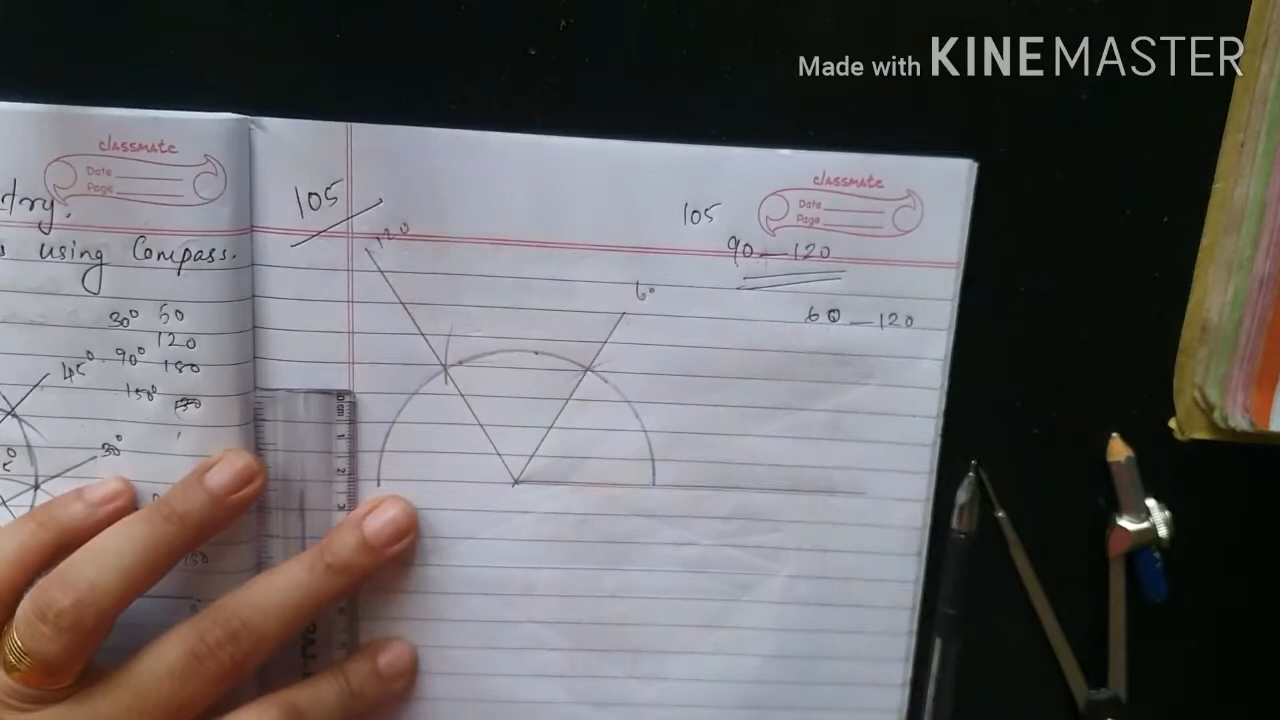 Made with KINEMASTER
classmate
Date
Page
try.
s using Compass.
30° 60
120
45° 90° 180
150°
30°
105
120
60
classmate
Date
Page
105
90 — 120
60 — 120